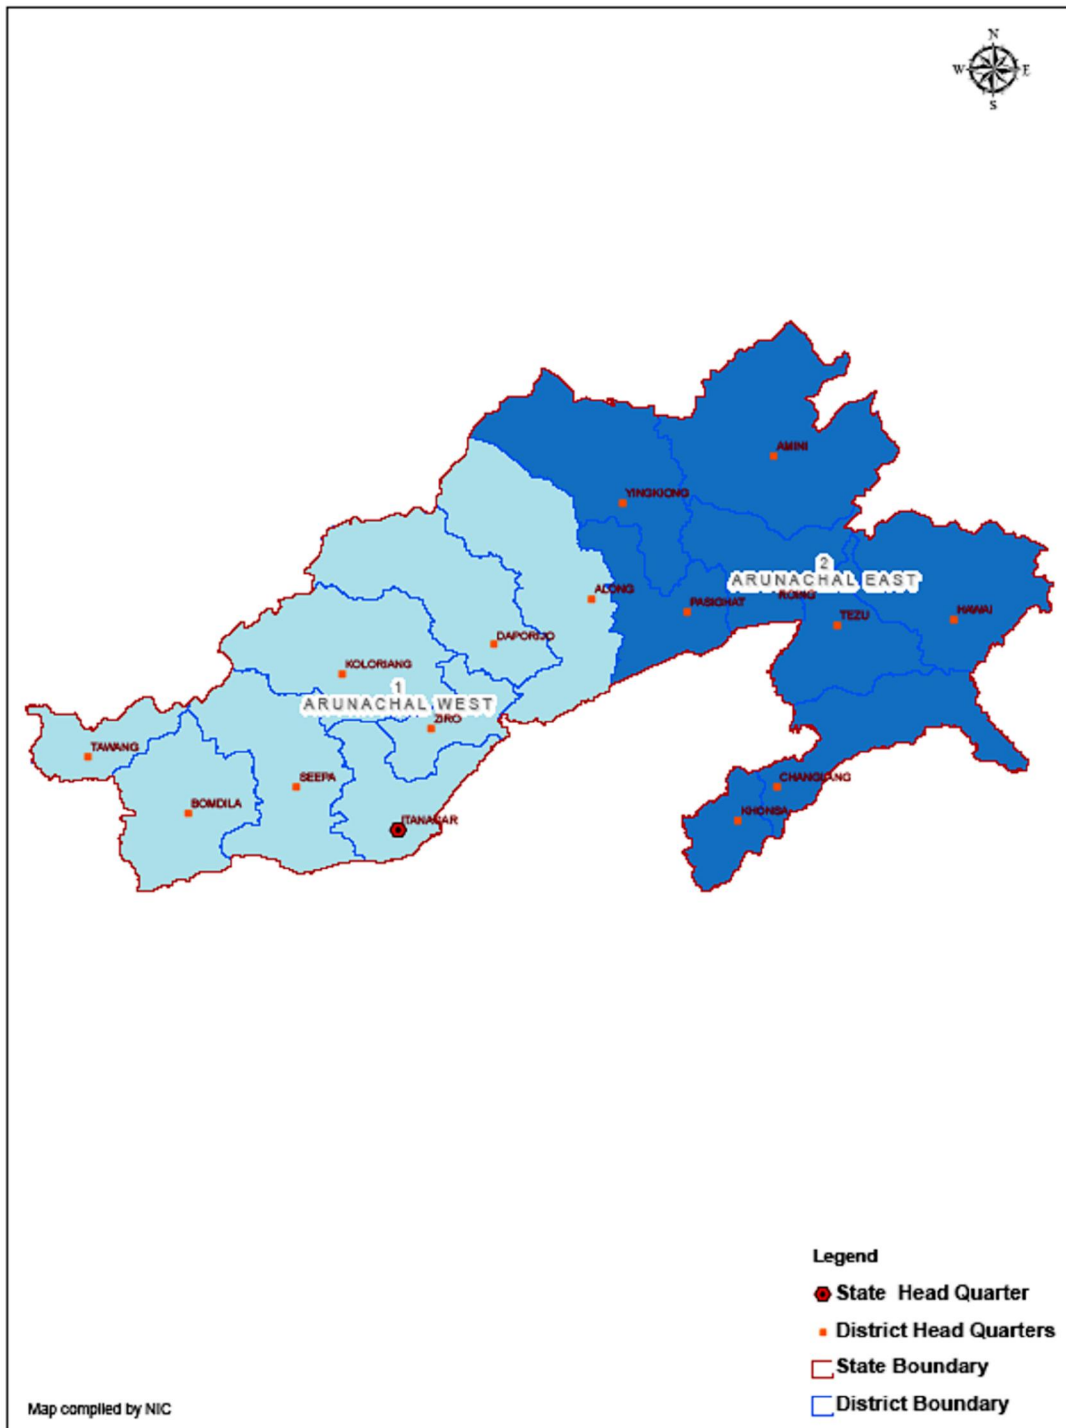 N
W E
S
AMINI
YINGKIONG
2
ARUNACHAL EAST
ALONG
PASIGHAT
ROING
TEZU
HAWAI
DAPORIJO
KOLORIANG
1
ARUNACHAL WEST
ZIRO
TAWANG
SEEPA
CHANGLANG
BOMDILA
ITANAGAR
KHONSA
Legend
State Head Quarter
District Head Quarters
State Boundary
District Boundary
Map compiled by NIC